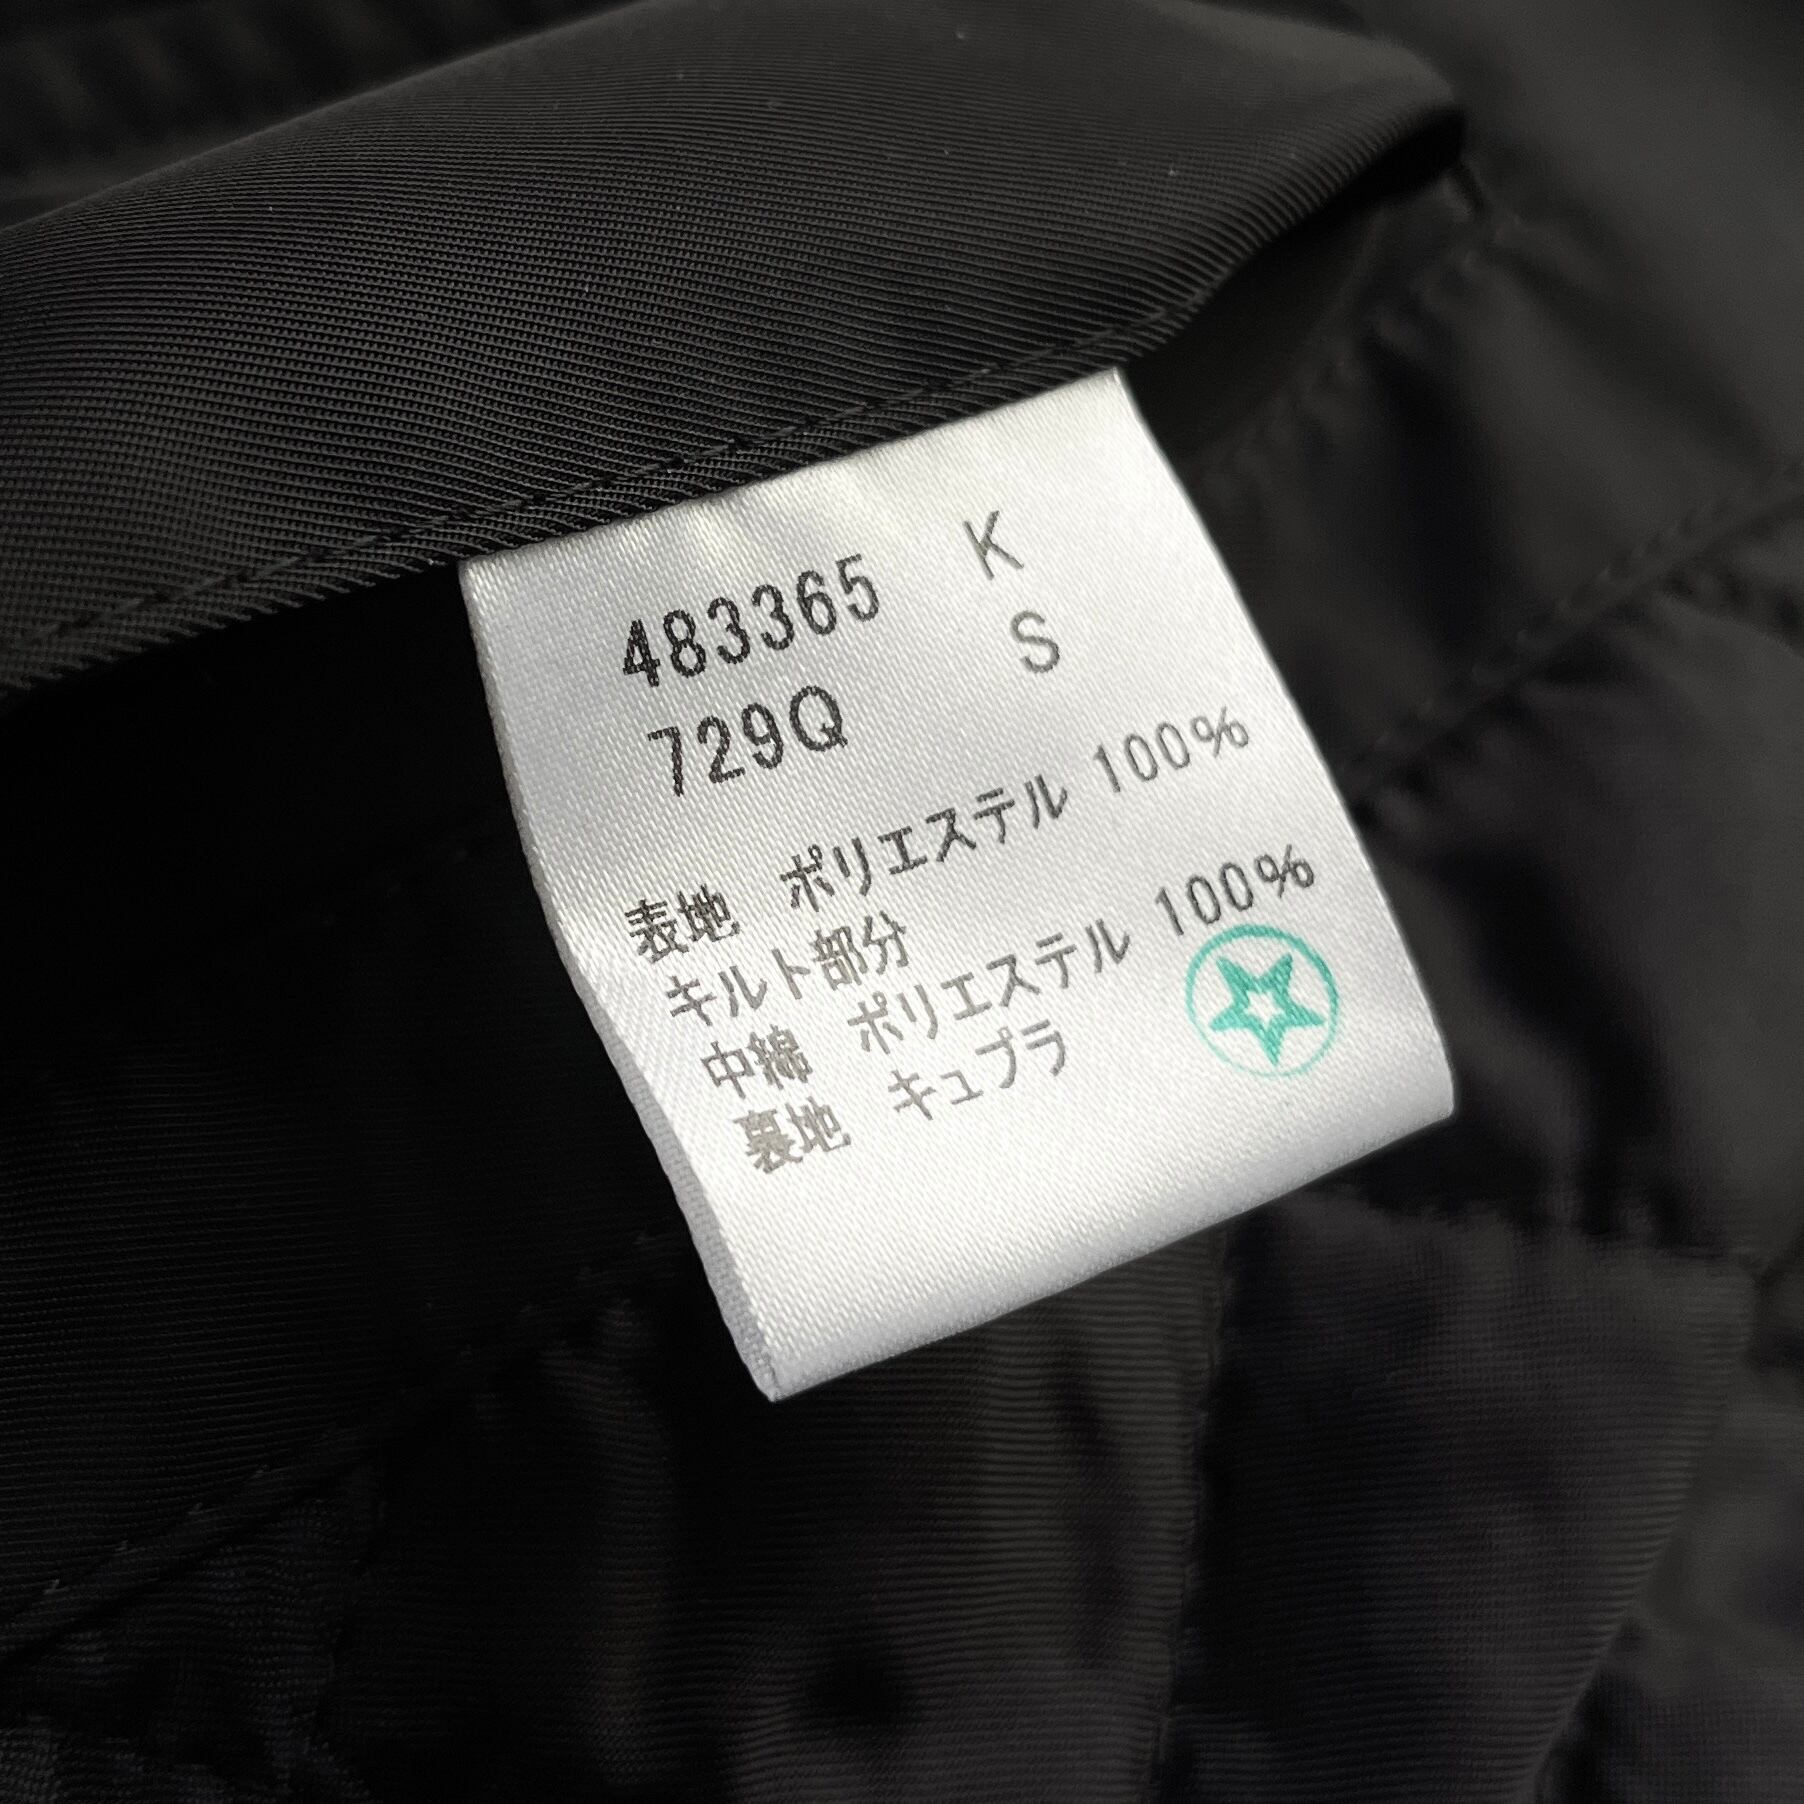 483365 K
729Q S
表地 ポリエステル 100%
キルト部分
中綿 ポリエステル 100%
裏地 キュプラ